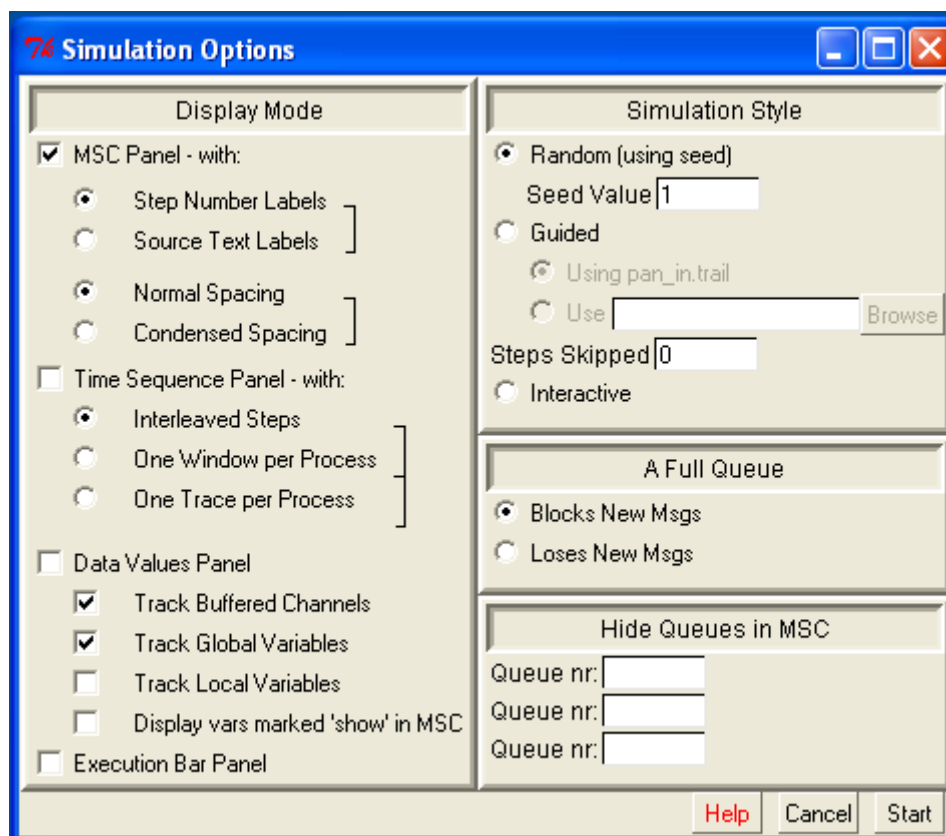 7k Simulation Options
Display Mode
MSC Panel - with:
Step Number Labels
Source Text Labels
Normal Spacing
Condensed Spacing
Time Sequence Panel - with:
Interleaved Steps
One Window per Process
One Trace per Process
Data Values Panel
Track Buffered Channels
Track Global Variables
Track Local Variables
Display vars marked 'show' in MSC
Execution Bar Panel
Simulation Style
Random (using seed)
Seed Value 1
Guided
Using pan_in.trail
Use Browse
Steps Skipped 0
Interactive
A Full Queue
Blocks New Msgs
Loses New Msgs
Hide Queues in MSC
Queue nr:
Queue nr:
Queue nr:
Help Cancel Start